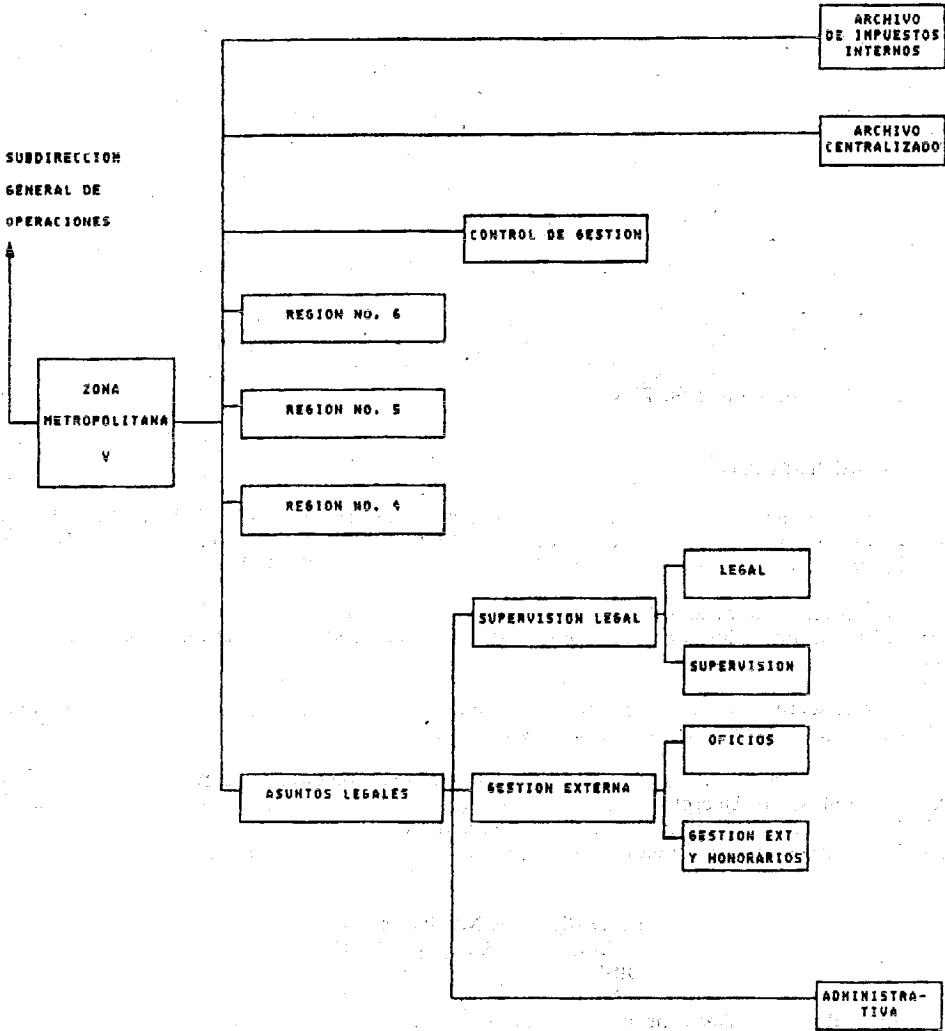 ARCHIVO
DE IMPUESTOS
INTERNOS
ARCHIVO
CENTRALIZADO
SUBDIRECCION
GENERAL DE
OPERACIONES
CONTROL DE GESTION
REGION NO. 6
ZONA
METROPOLITANA
V
REGION NO. 5
REGION NO. 4
LEGAL
SUPERVISION LEGAL
SUPERVISION
OFICIOS
ASUNTOS LEGALES
GESTION EXTERNA
GESTION EXT
Y HONORARIOS
ADMINISTRA-
TIVA